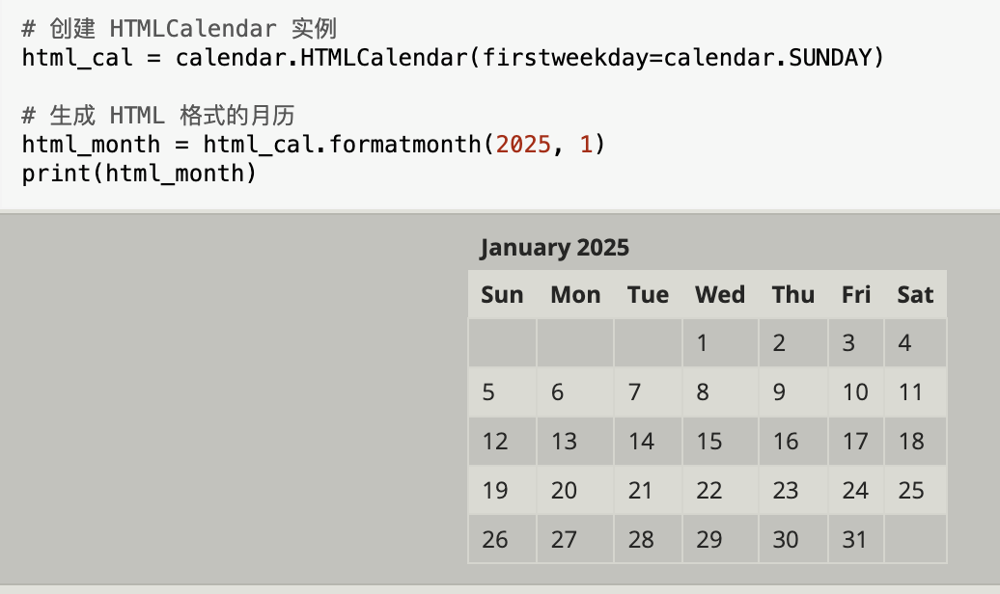 # 创建 HTMLCalendar 实例
html_cal = calendar.HTMLCalendar(firstweekday=calendar.SUNDAY)
# 生成 HTML 格式的月历
html_month = html_cal.formatmonth(2025, 1)
print(html_month)
January 2025
Sun Mon Tue Wed Thu Fri Sat
1 2 3 4
5 6 7 8 9 10 11
12 13 14 15 16 17 18
19 20 21 22 23 24 25
26 27 28 29 30 31